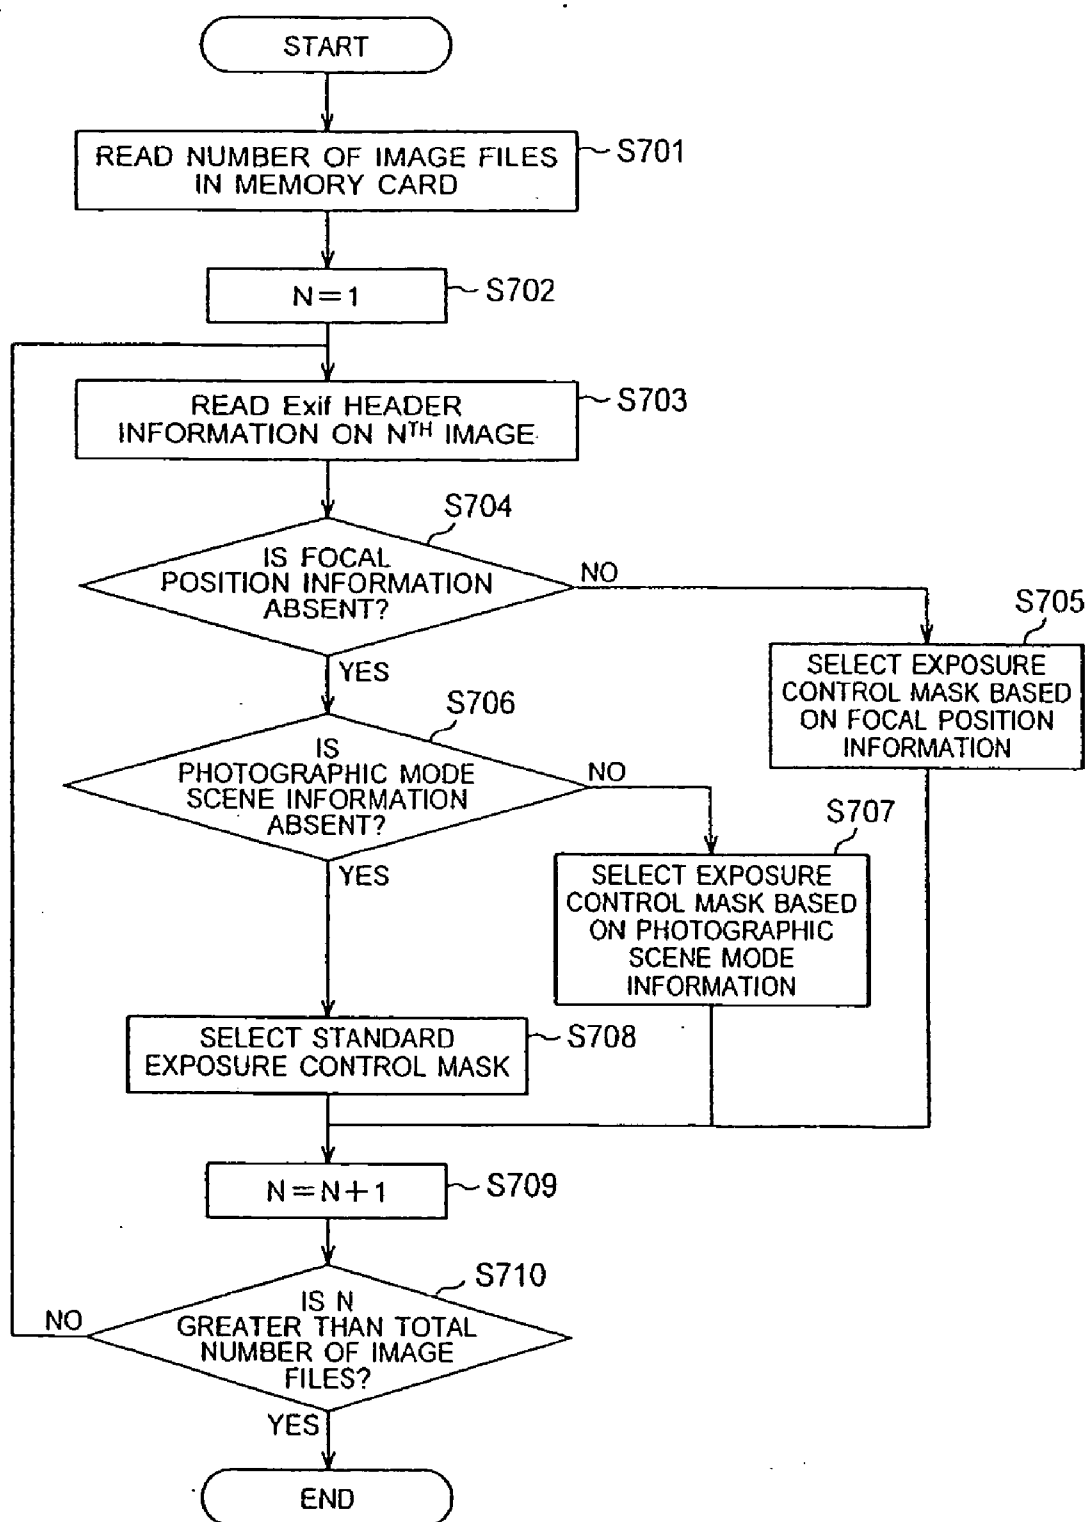 START
READ NUMBER OF IMAGE FILES
IN MEMORY CARD
S701
N=1
S702
READ Exif HEADER
INFORMATION ON NTH IMAGE
S703
S704
IS FOCAL
POSITION INFORMATION
ABSENT?
NO
YES
S705
SELECT EXPOSURE
CONTROL MASK BASED
ON FOCAL POSITION
INFORMATION
S706
IS
PHOTOGRAPHIC MODE
SCENE INFORMATION
ABSENT?
NO
YES
S707
SELECT EXPOSURE
CONTROL MASK BASED
ON PHOTOGRAPHIC
SCENE MODE
INFORMATION
SELECT STANDARD
EXPOSURE CONTROL MASK
S708
N=N+1
S709
S710
IS N
GREATER THAN TOTAL
NUMBER OF IMAGE
FILES?
NO
YES
END